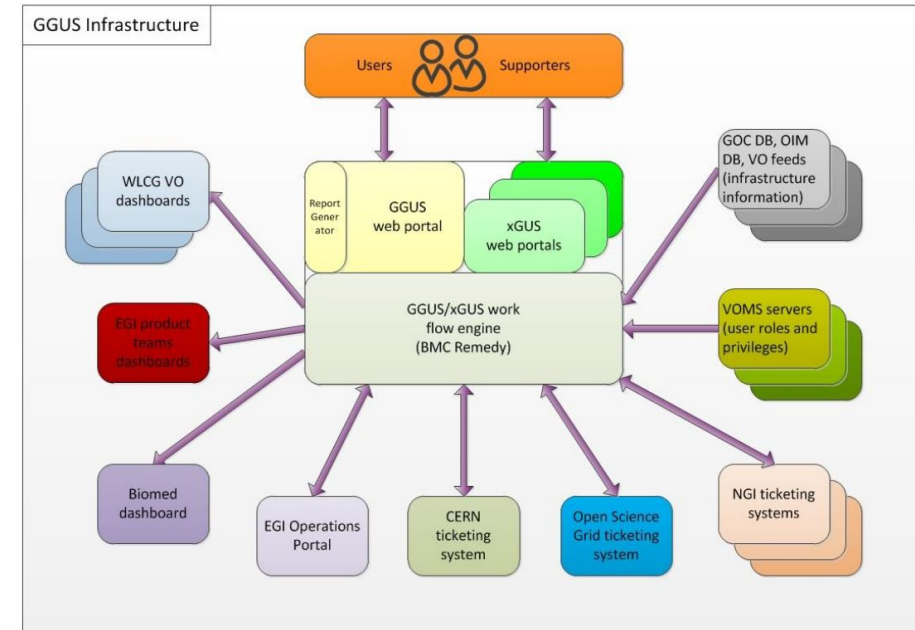 GGUS Infrastructure
Users
Supporters
WLCG VO
dashboards
Report
Gener
ator
GGUS
web portal
xGUS
web portals
GOC DB, OIM
DB, VO feeds
(infrastructure
information)
GGUS/xGUS work
flow engine
(BMC Remedy)
EGI product
teams
dashboards
VOMS servers
(user roles and
privileges)
Biomed
dashboard
EGI Operations
Portal
CERN
ticketing
system
Open Science
Grid ticketing
system
NGI ticketing
systems